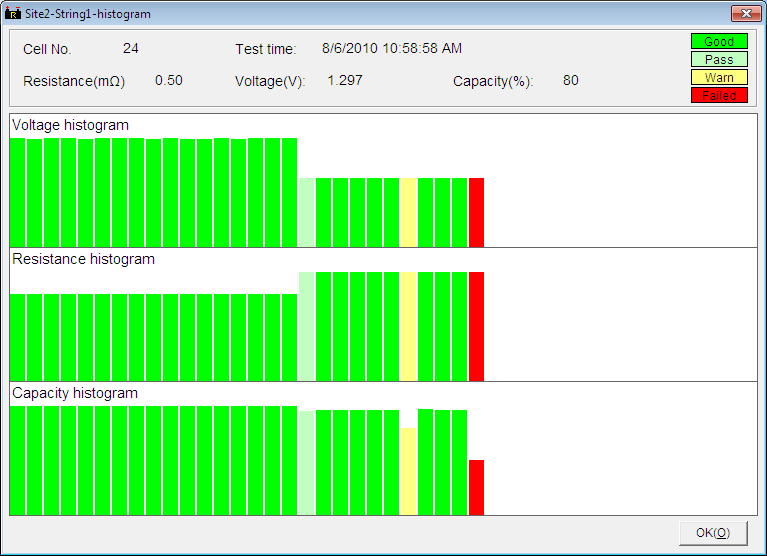 Site2-String1-histogram
Cell No. 24 Test time: 8/6/2010 10:58:58 AM
Resistance(mΩ) 0.50 Voltage(V): 1.297 Capacity(%): 80
Good
Pass
Warn
Failed
Voltage histogram
Resistance histogram
Capacity histogram
OK(O)